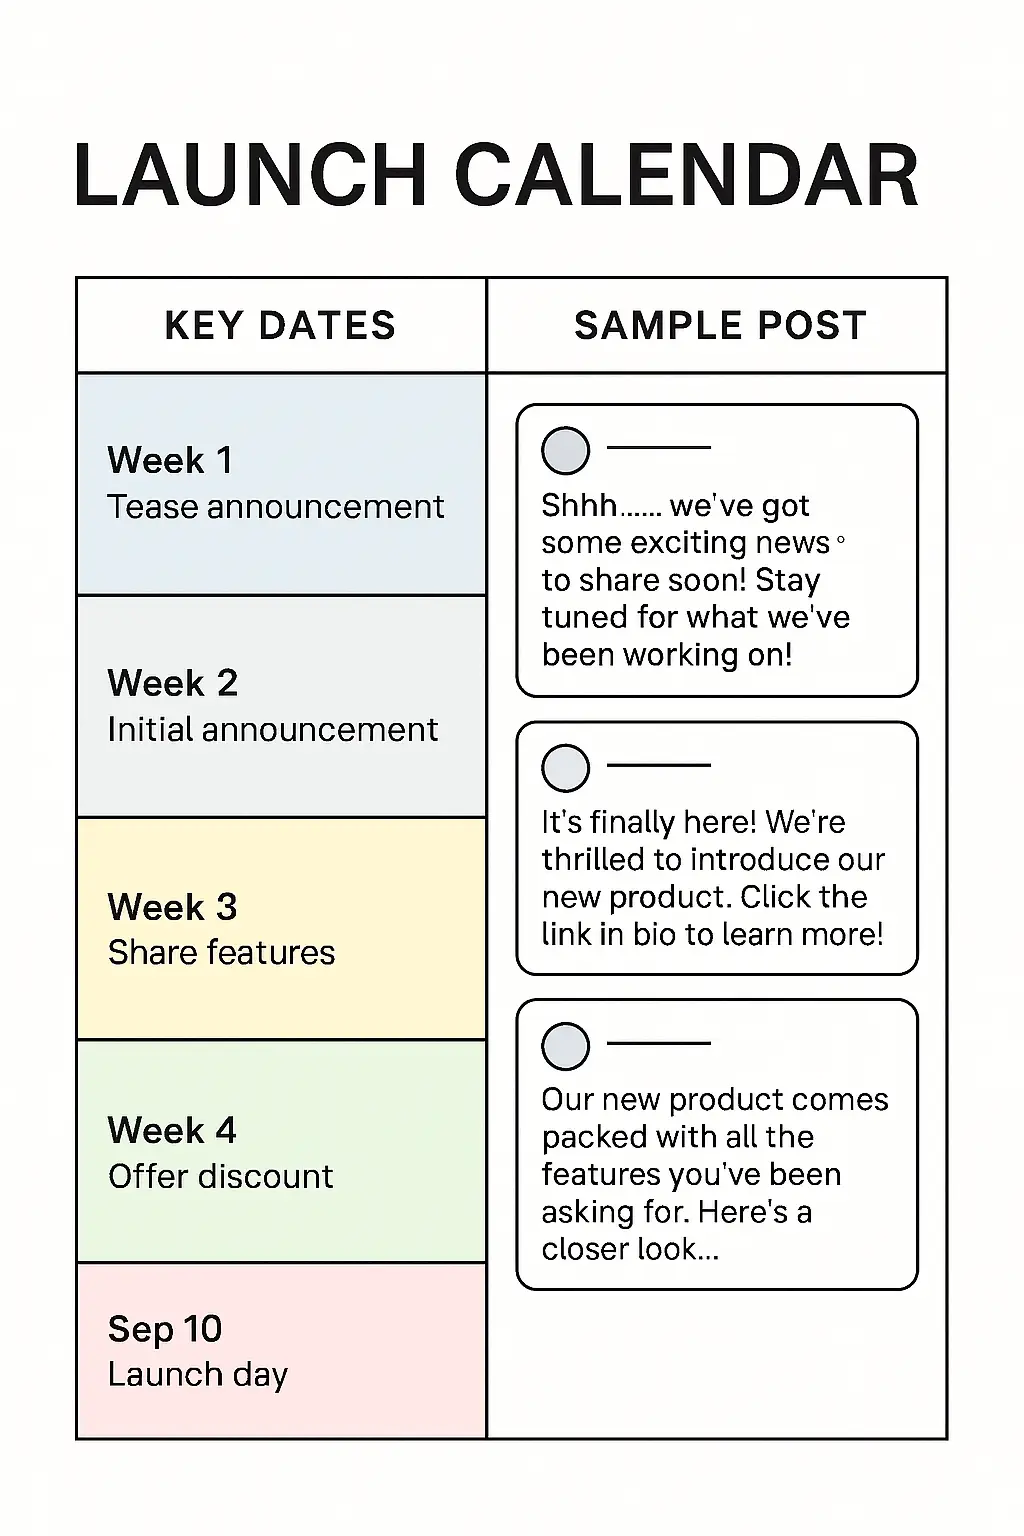 LAUNCH CALENDAR
KEY DATES
SAMPLE POST
Week 1
Tease announcement
Week 2
Initial announcement
Week 3
Share features
Week 4
Offer discount
Sep 10
Launch day
Shhh...... we've got
some exciting news °
to share soon! Stay
tuned for what we've
been working on!
It's finally here! We're
thrilled to introduce our
new product. Click the
link in bio to learn more!
Our new product comes
packed with all the
features you've been
asking for. Here's a
closer look...